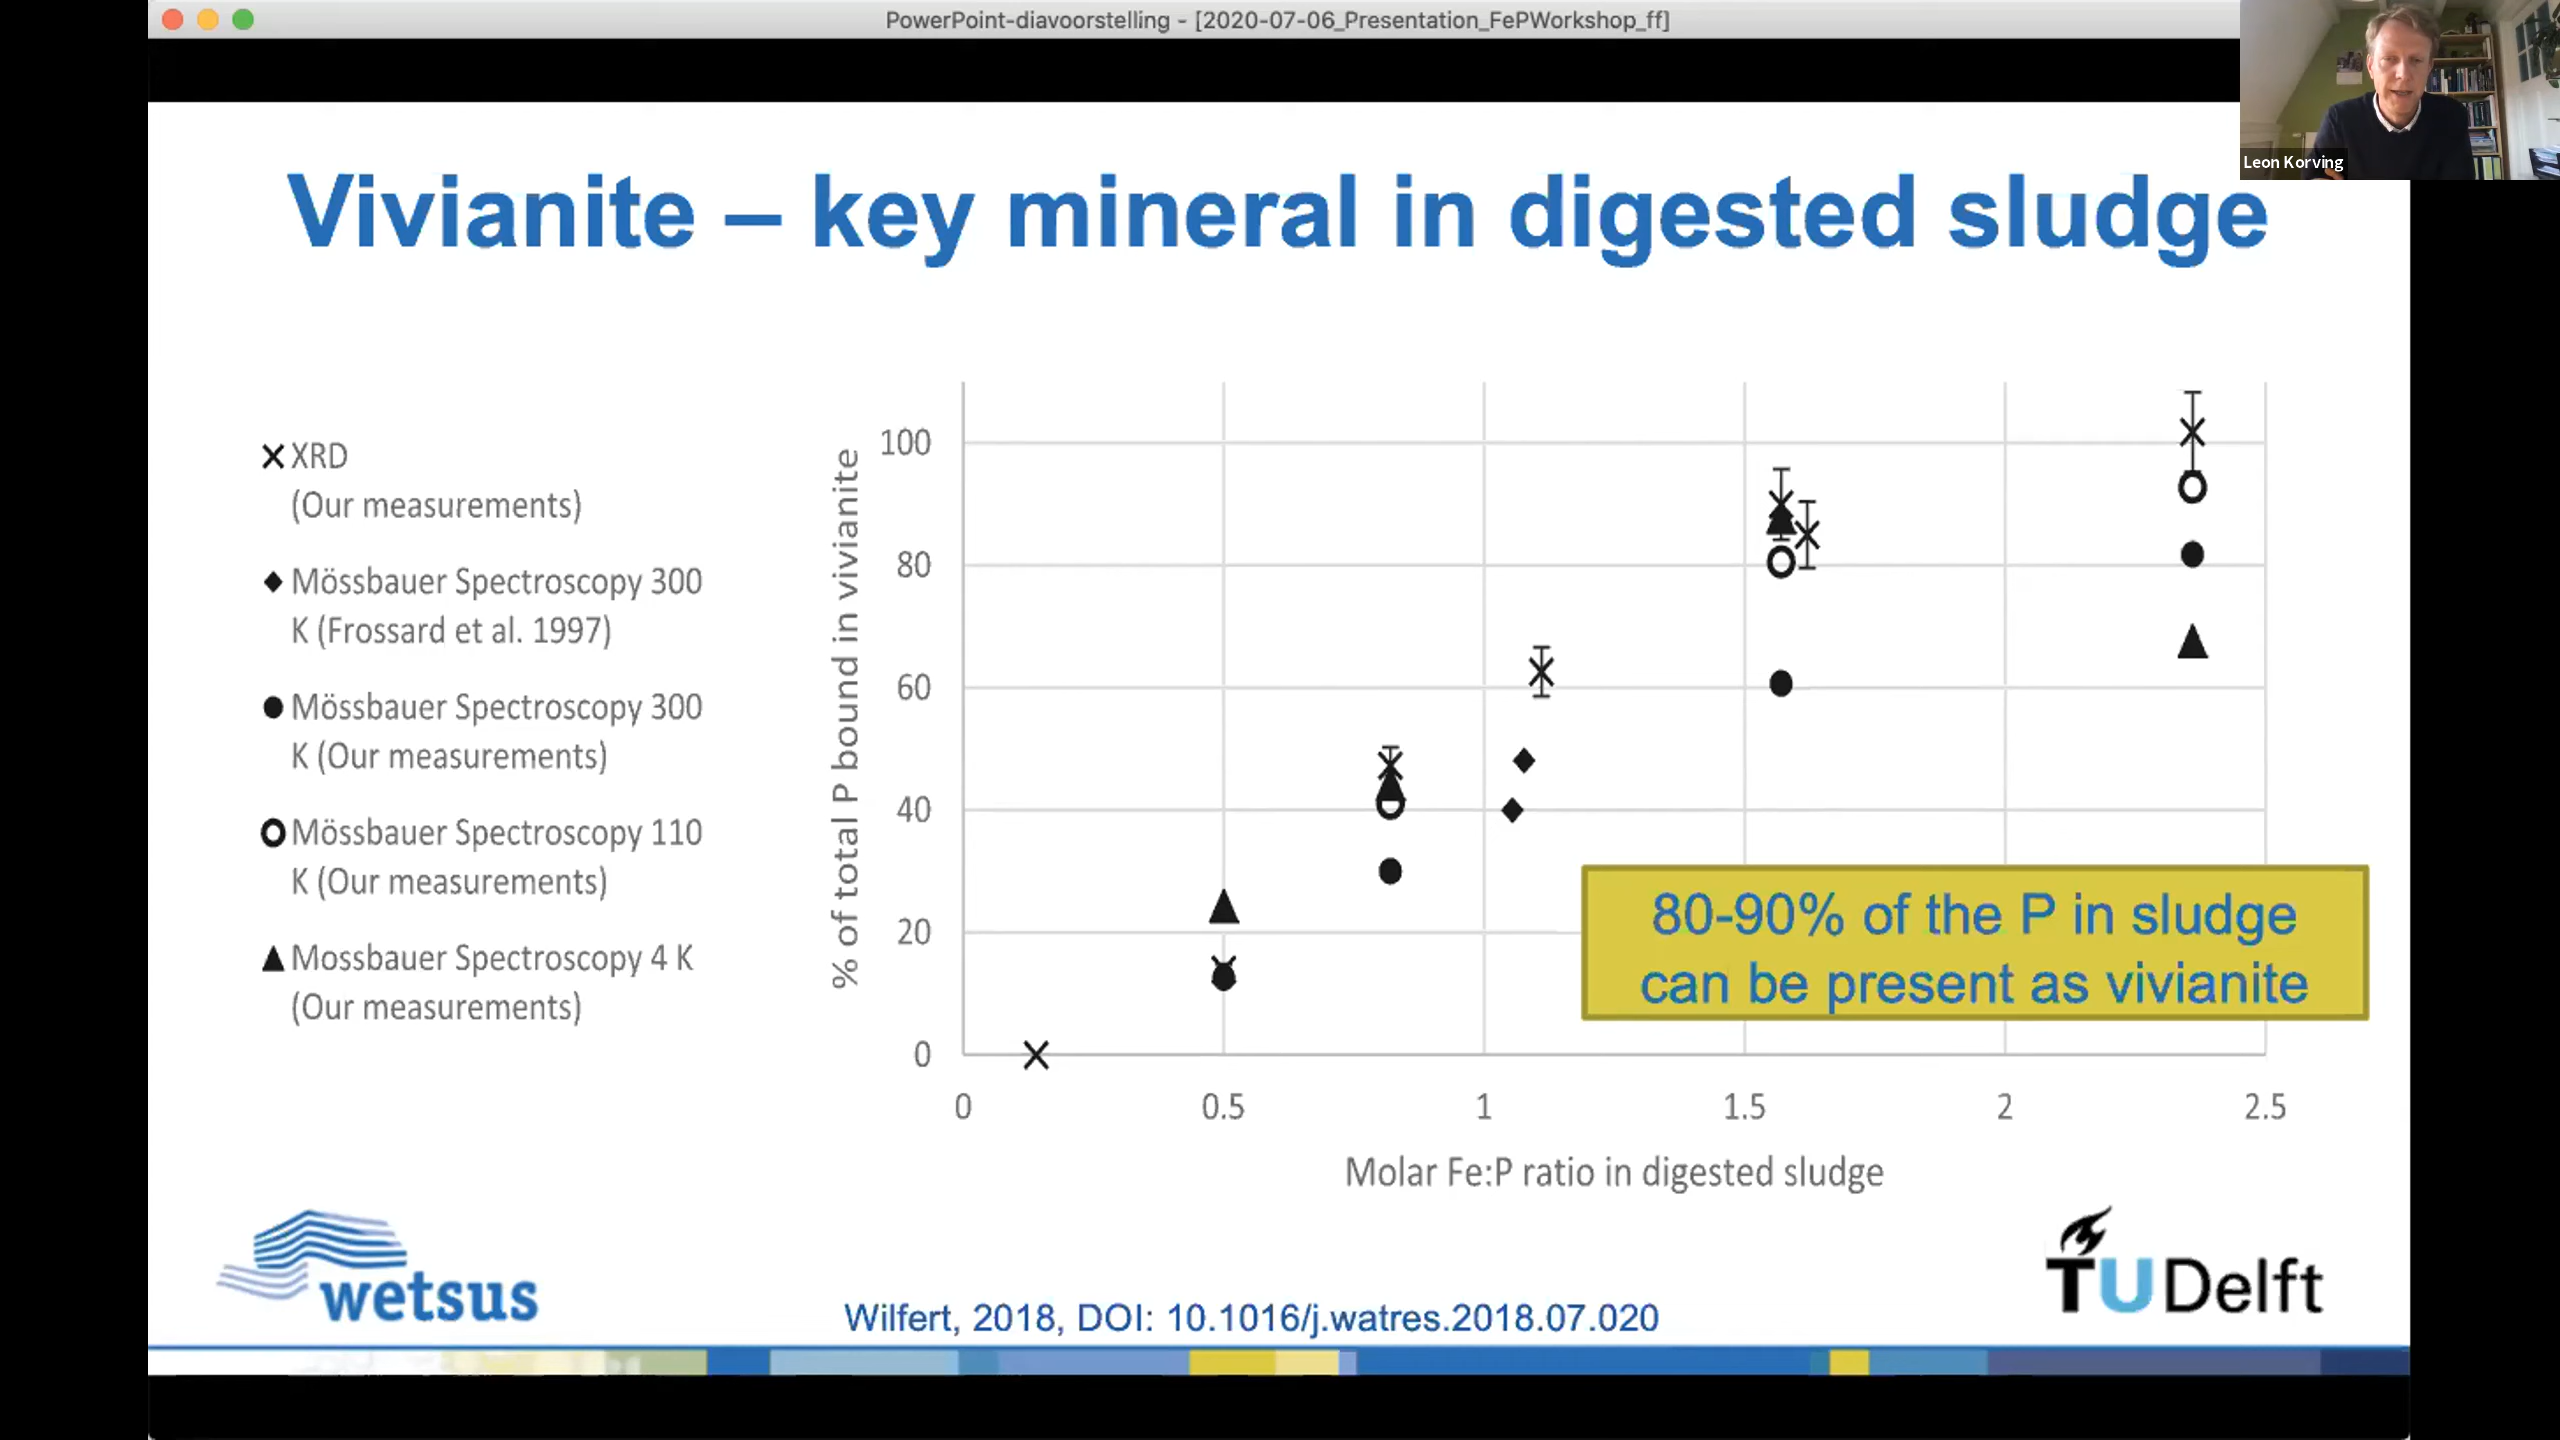 PowerPoint-diavoorstelling - [2020-07-06_Presentation_FePWorkshop_ff]
Leon Korving
Vivianite – key mineral in digested sludge
XRD
(Our measurements)
Mössbauer Spectroscopy 300
K (Frossard et al. 1997)
Mössbauer Spectroscopy 300
K (Our measurements)
Mössbauer Spectroscopy 110
K (Our measurements)
Mossbauer Spectroscopy 4 K
(Our measurements)
% of total P bound in vivianite
100
80
60
40
20
0
0 0.5 1 1.5 2 2.5
Molar Fe:P ratio in digested sludge
80-90% of the P in sludge
can be present as vivianite
wetsus
Wilfert, 2018, DOI: 10.1016/j.watres.2018.07.020
TU Delft